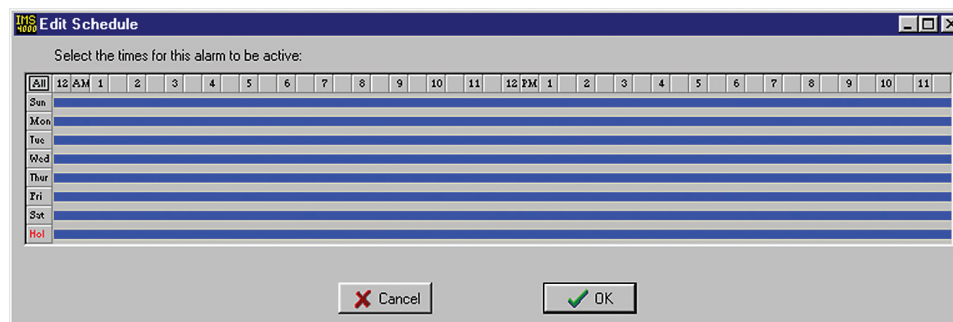 IMS 4000 Edit Schedule
Select the times for this alarm to be active:
All 12 AM 1 2 3 4 5 6 7 8 9 10 11 12 PM 1 2 3 4 5 6 7 8 9 10 11
Sun
Mon
Tue
Wed
Thur
Fri
Sat
Hol
Cancel OK